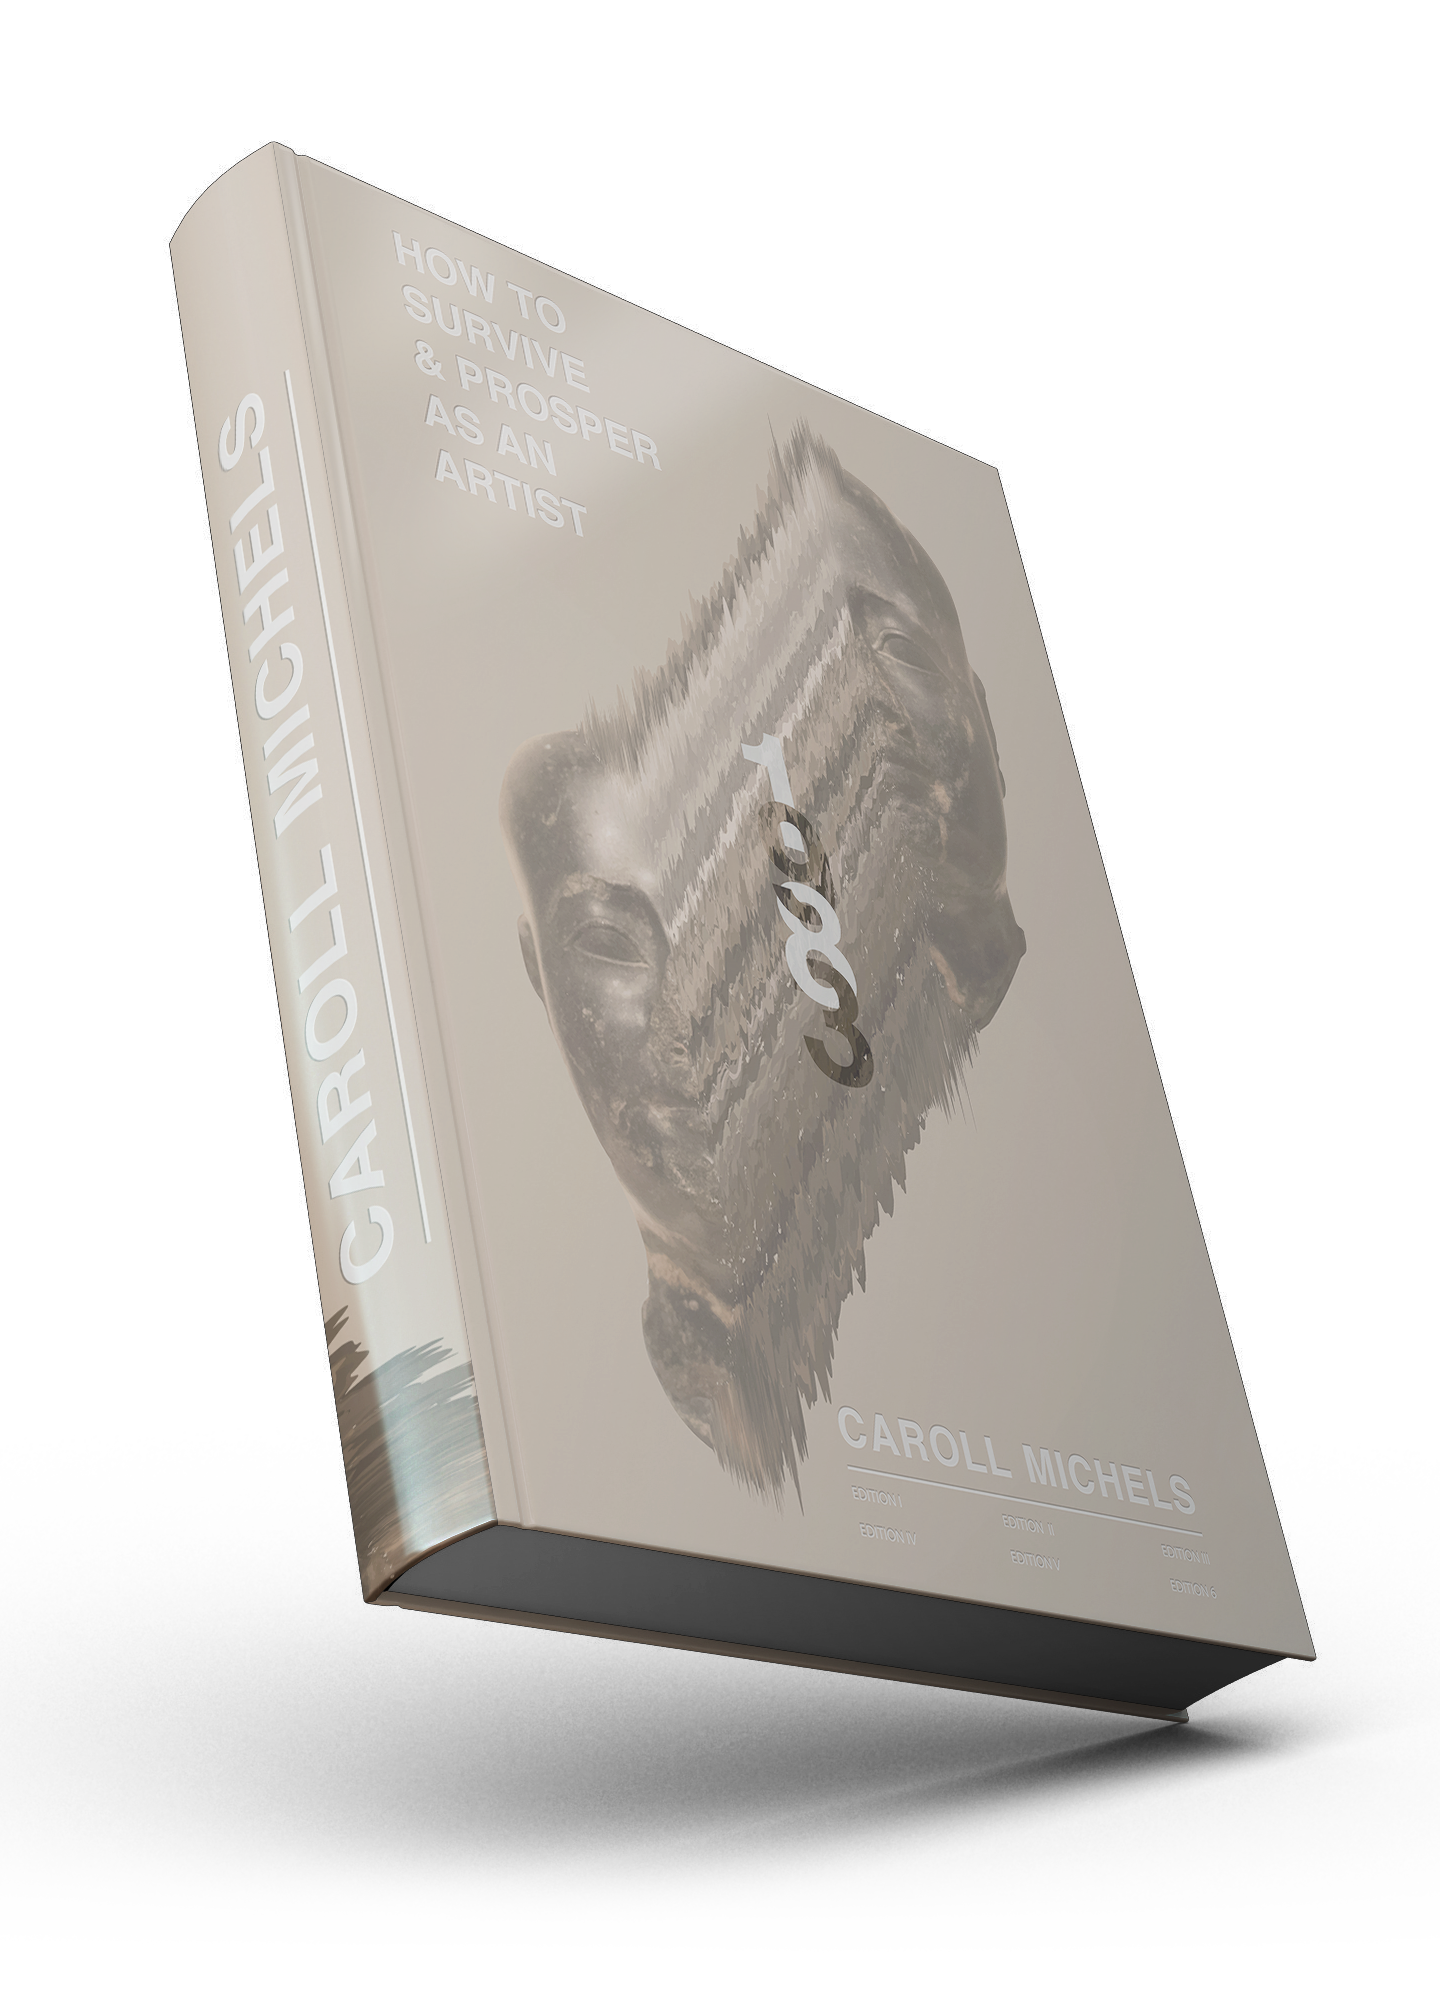 HOW TO
SURVIVE
& PROSPER
AS AN
ARTIST
CAROLL MICHELS
CAROLL MICHELS
EDITION I
EDITION II
EDITION III
EDITION IV
EDITION V
EDITION 6